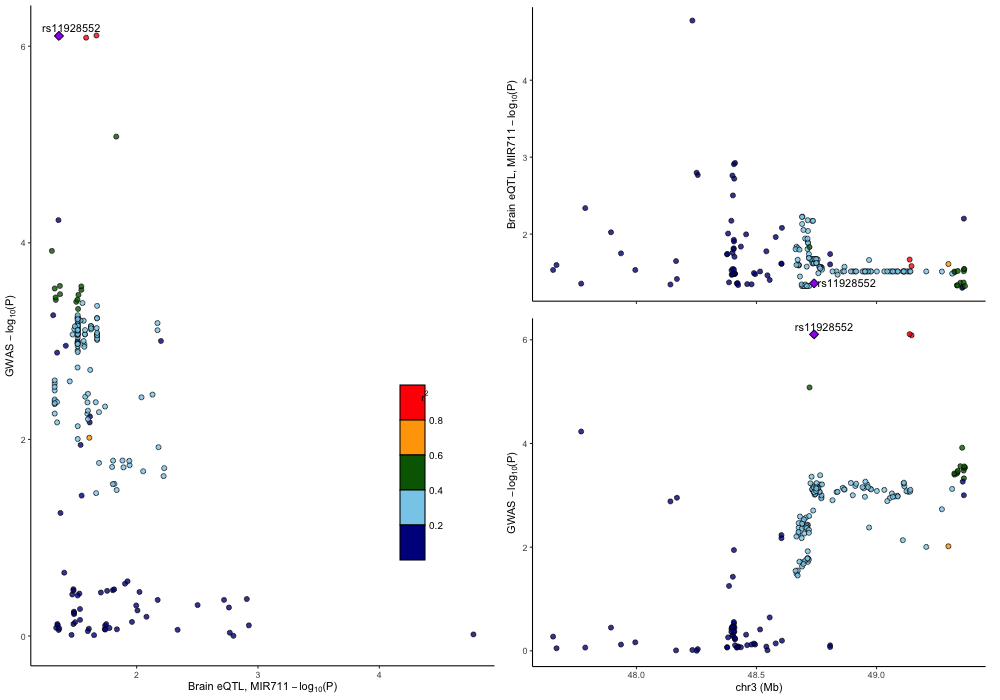 rs11928552
6
4
2
0
GWAS −log10(P)
2
3
4
Brain eQTL, MIR711 −log10(P)
r2
0.8
0.6
0.4
0.2
4
3
2
Brain eQTL, MIR711 −log10(P)
rs11928552
rs11928552
6
4
2
0
GWAS −log10(P)
48.0
48.5
49.0
chr3 (Mb)